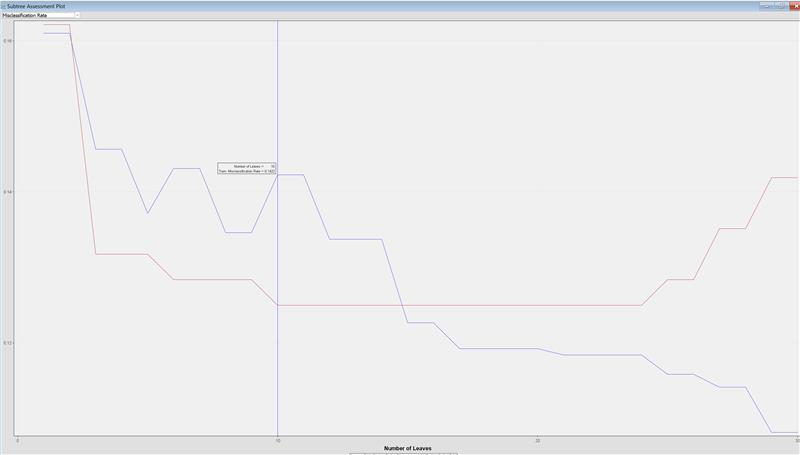 Subtree Assessment Plot
Misclassification Rate
0.16
0.14
0.12
Number of Leaves = 10
Train: Misclassification Rate = 0.1422
0
10
20
30
Number of Leaves